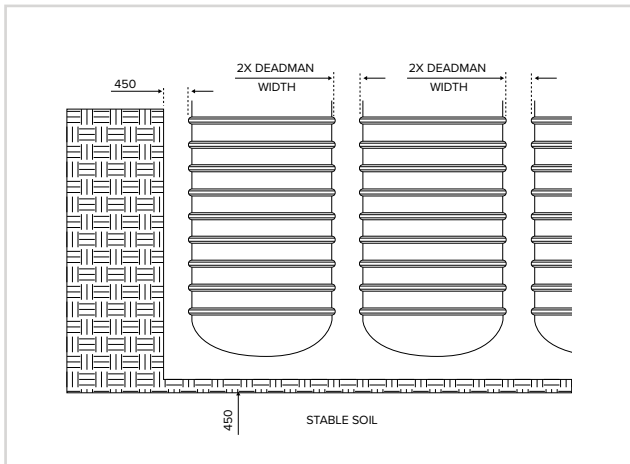 2X DEADMAN
WIDTH
2X DEADMAN
WIDTH
450
450
STABLE SOIL